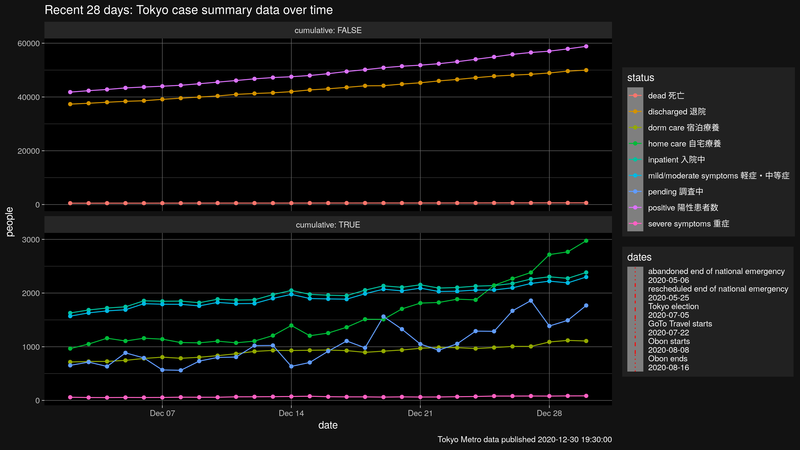 Recent 28 days: Tokyo case summary data over time
cumulative: FALSE
60000
40000
20000
0
cumulative: TRUE
3000
2000
1000
0
people
Dec 07
Dec 14
Dec 21
Dec 28
date
Tokyo Metro data published 2020-12-30 19:30:00
status
dead 死亡
discharged 退院
dorm care 宿泊療養
home care 自宅療養
inpatient 入院中
mild/moderate symptoms 軽症・中等症
pending 調査中
positive 陽性患者数
severe symptoms 重症
dates
abandoned end of national emergency
2020-05-06
rescheduled end of national emergency
2020-05-25
Tokyo election
2020-07-05
GoTo Travel starts
2020-07-22
Obon starts
2020-08-08
Obon ends
2020-08-16